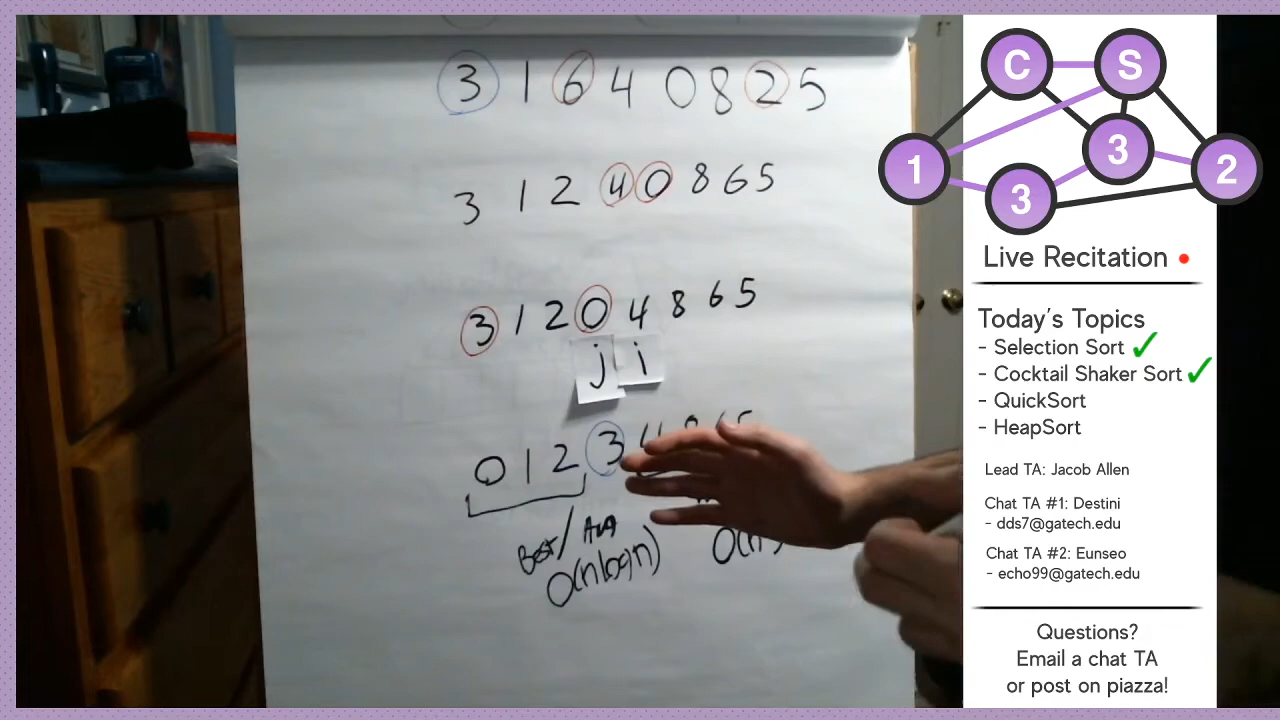 3 1 6 4 0 8 2 5
3 1 2 4 0 8 6 5
3 1 2 0 4 8 6 5
j i
0 1 2 3
Best/Avg
O(nlogn)
C S
1 3 3 2
Live Recitation
Today's Topics
- Selection Sort ✓
- Cocktail Shaker Sort ✓
- QuickSort
- HeapSort
Lead TA: Jacob Allen
Chat TA #1: Destini
- dds7@gatech.edu
Chat TA #2: Eunseo
- echo99@gatech.edu
Questions?
Email a chat TA
or post on piazza!